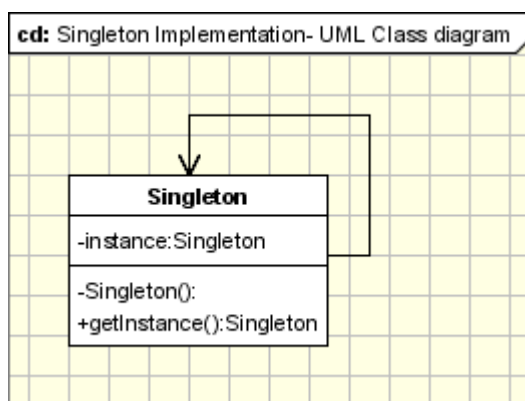 cd: Singleton Implementation- UML Class diagram
Singleton
-instance:Singleton
-Singleton():
+getInstance():Singleton